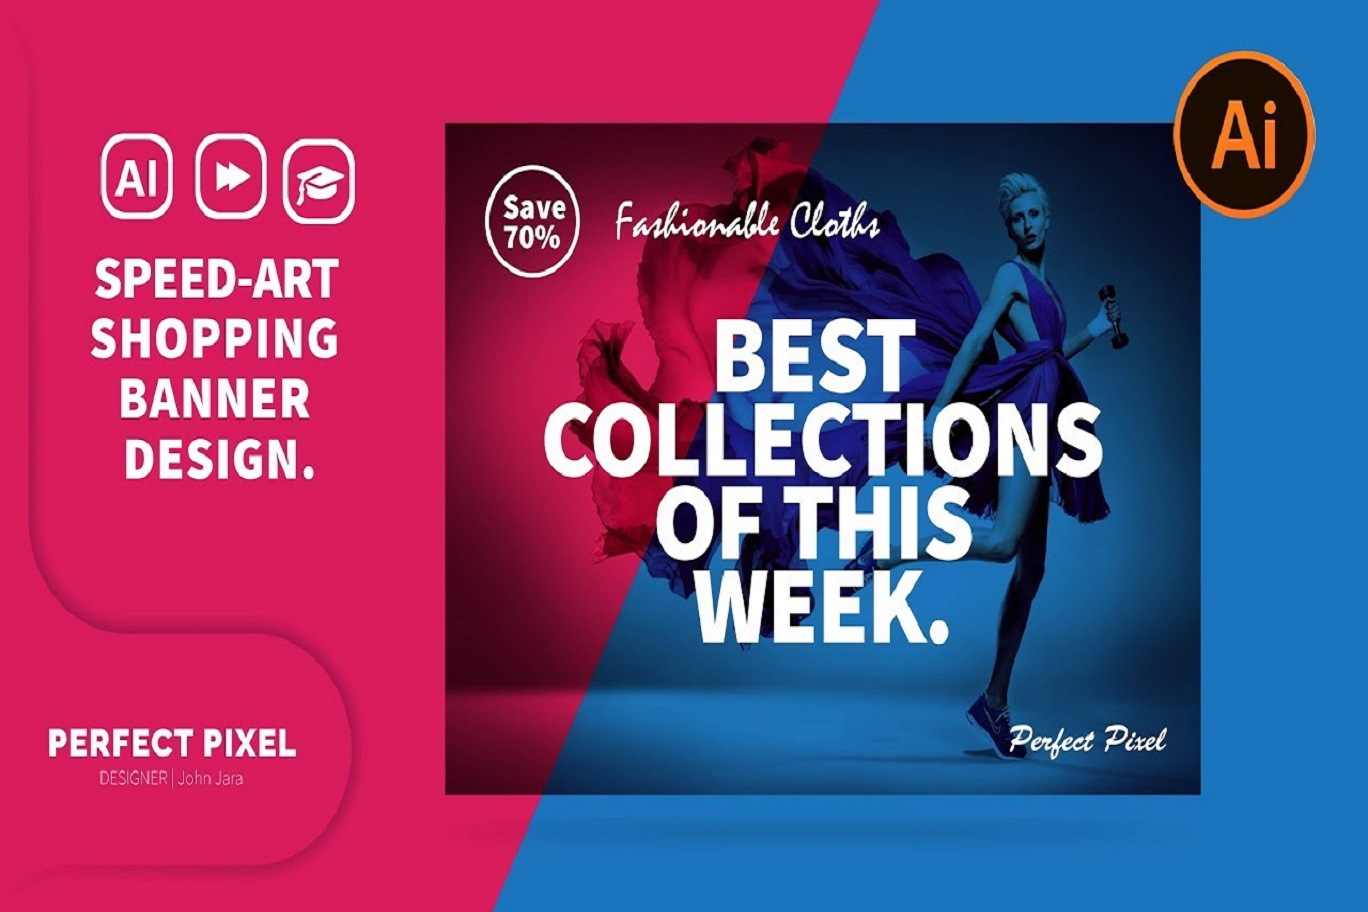 AI
SPEED-ART
SHOPPING
BANNER
DESIGN.
PERFECT PIXEL
DESIGNER | John Jara
Save
70%
Fashionable Cloths
BEST
COLLECTIONS
OF THIS
WEEK.
Perfect Pixel
Ai